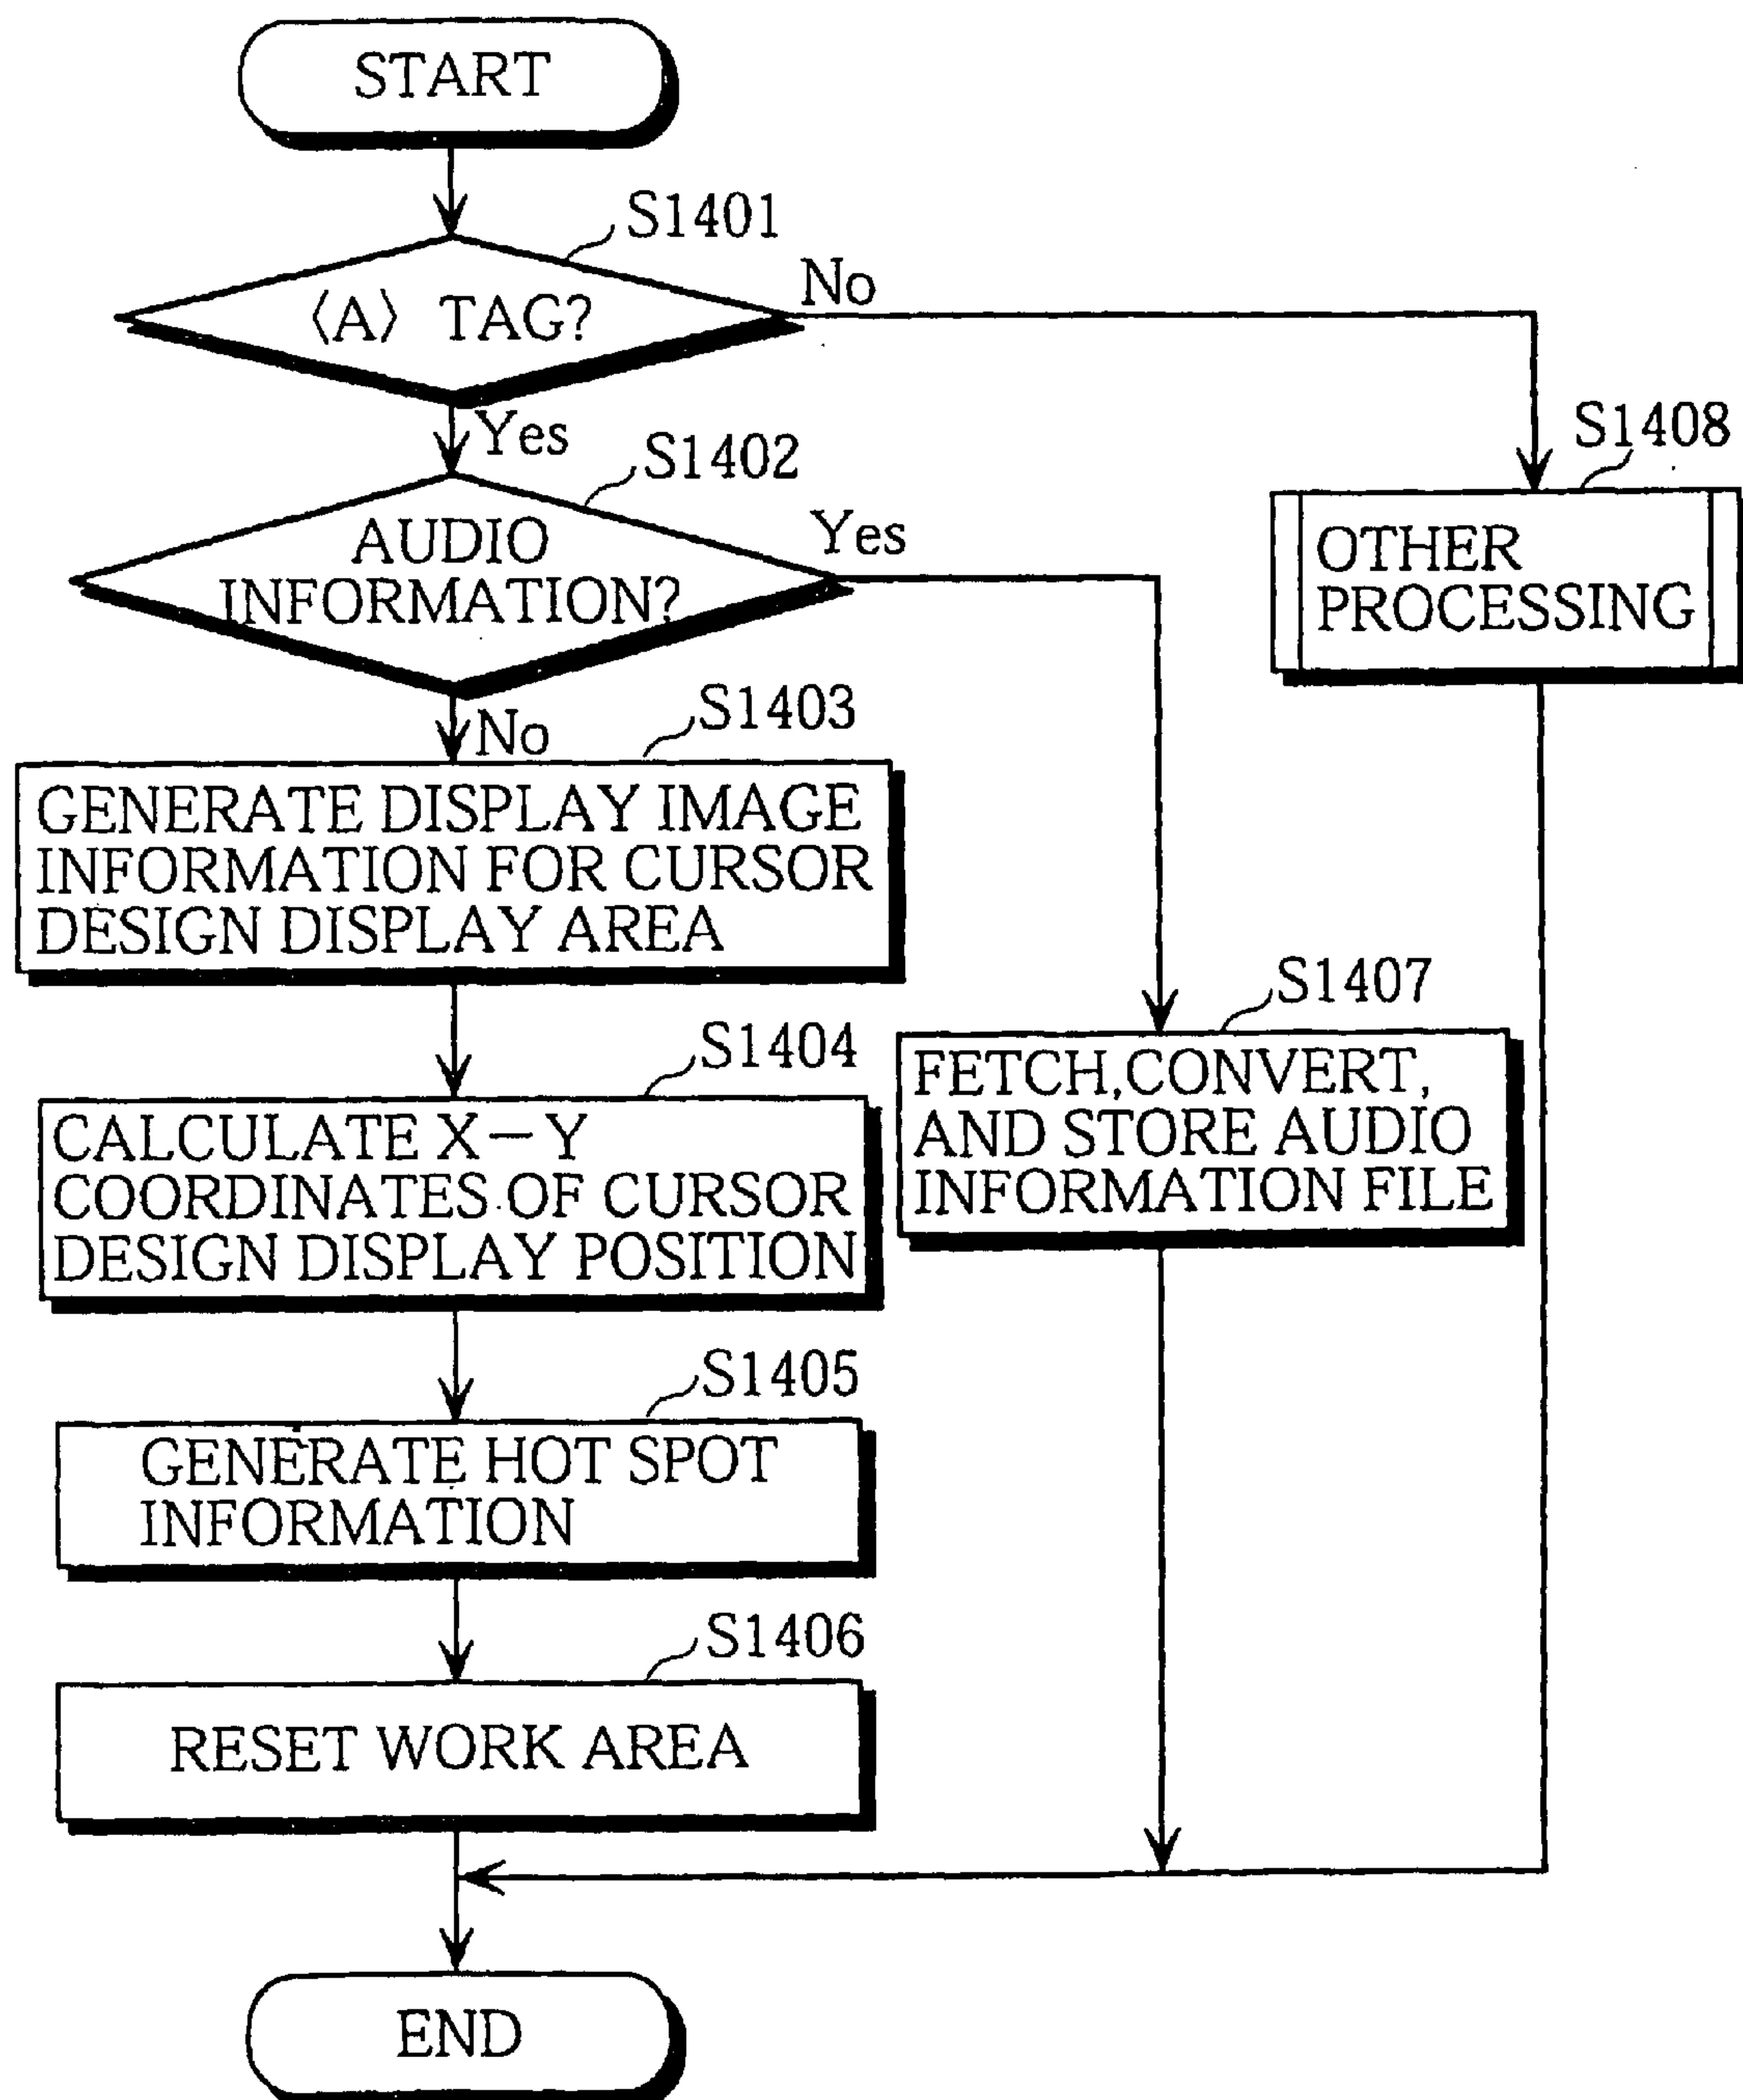 START
S1401
⟨A⟩ TAG?
No
Yes
S1402
AUDIO
INFORMATION?
Yes
S1408
OTHER
PROCESSING
No
S1403
GENERATE DISPLAY IMAGE
INFORMATION FOR CURSOR
DESIGN DISPLAY AREA
S1404
CALCULATE X－Y
COORDINATES OF CURSOR
DESIGN DISPLAY POSITION
S1407
FETCH,CONVERT,
AND STORE AUDIO
INFORMATION FILE
S1405
GENERATE HOT SPOT
INFORMATION
S1406
RESET WORK AREA
END